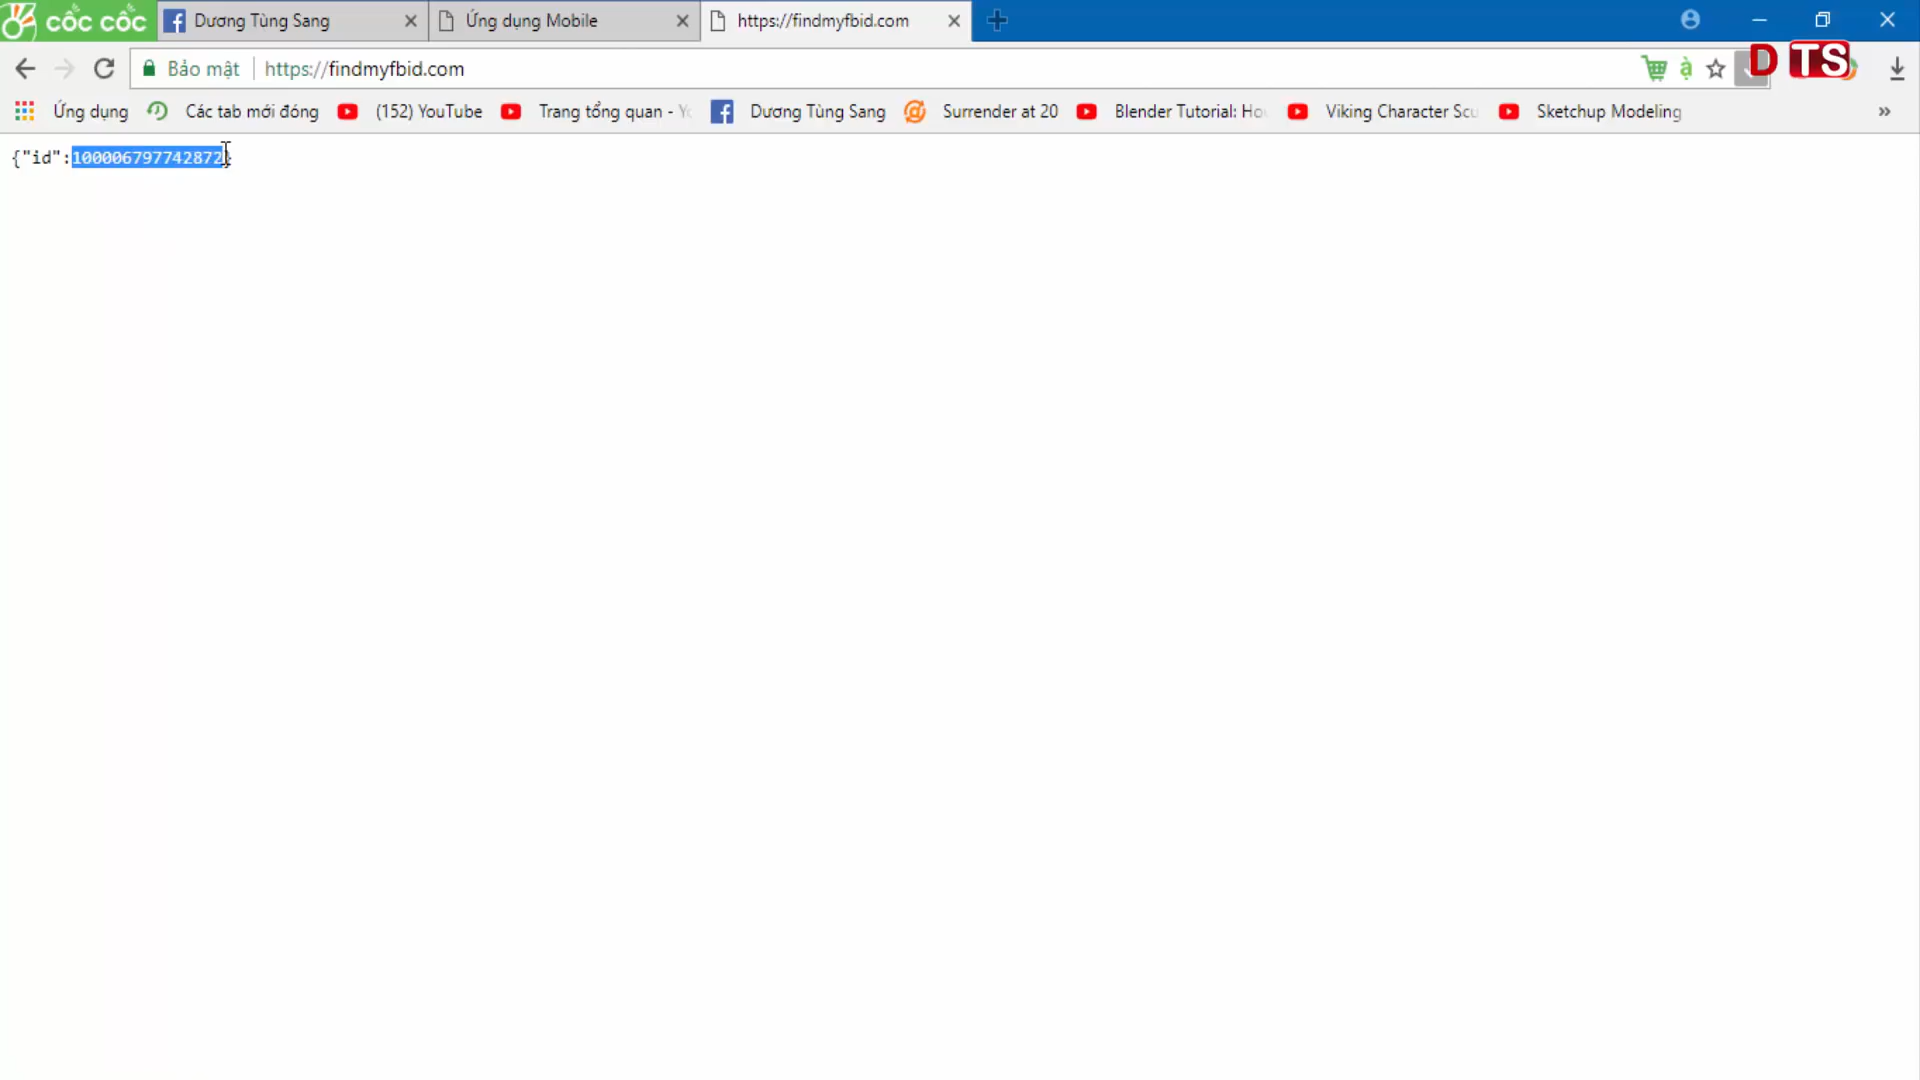 cốc cốc
Dương Tùng Sang
Ứng dụng Mobile
https://findmyfbid.com
Bảo mật
https://findmyfbid.com
D TS
Ứng dụng
Các tab mới đóng
(152) YouTube
Trang tổng quan - Yo
Dương Tùng Sang
Surrender at 20
Blender Tutorial: Ho
Viking Character Scu
Sketchup Modeling
»
{"id":100006797742872}